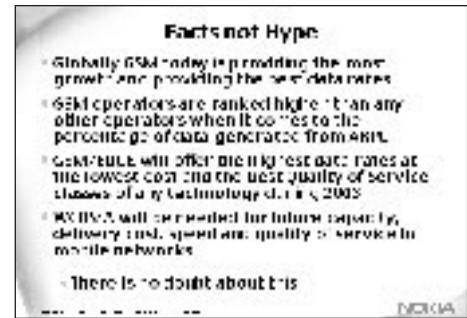 Facts not Hype
Globally GSM today is providing the most
growth and providing the best data rates
GSM operators are ranked higher than any
other operators when it comes to the
percentage of data generated from ARPU
GSM/EDGE will offer the highest data rates at
the lowest cost and the best quality of service
classes of any technology during 2003
WCDMA will be needed for future capacity,
delivery cost, speed and quality of service in
mobile networks
There is no doubt about this
NOKIA